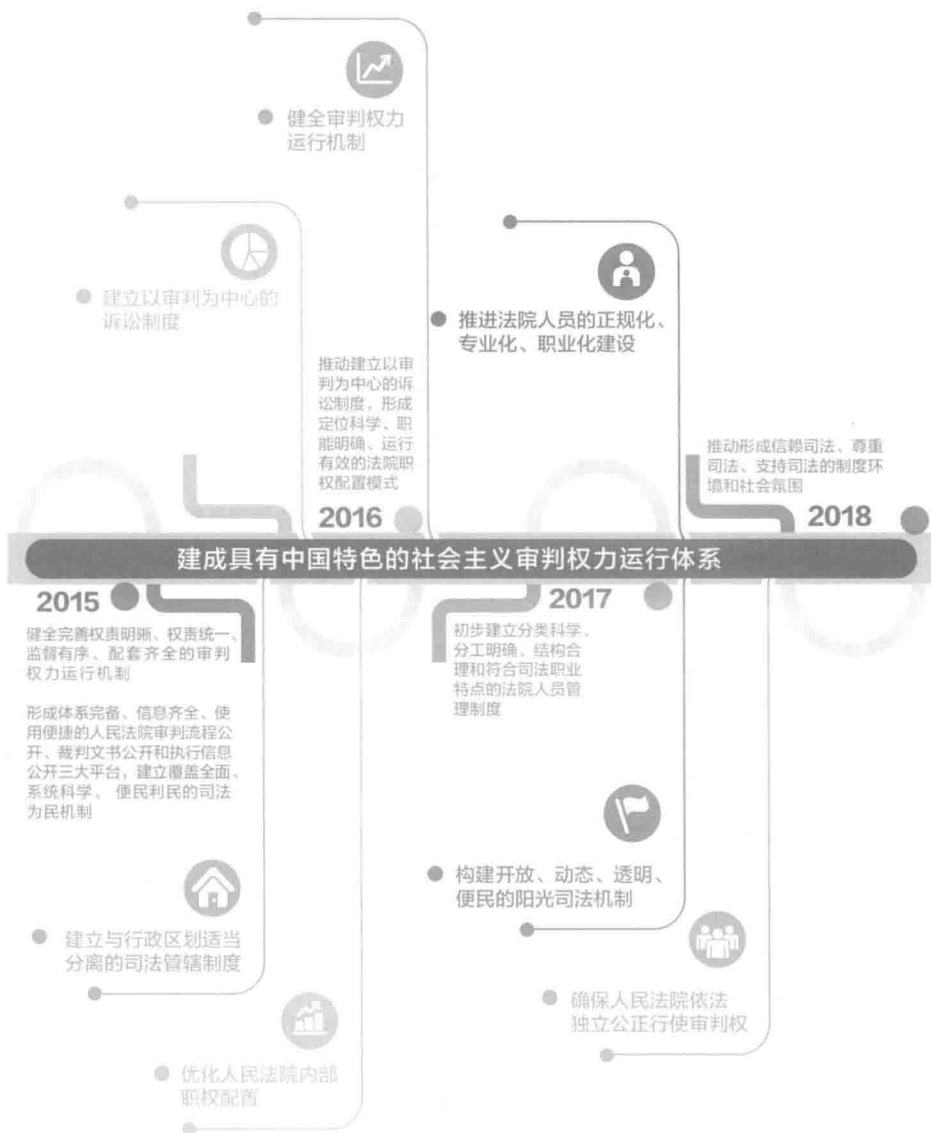 健全审判权力
运行机制
建立以审判为中心的
诉讼制度
推进法院人员的正规化、
专业化、职业化建设
推动建立以审
判为中心的诉
讼制度，形成
定位科学、职
能明确、运行
有效的法院职
权配置模式
2016
推动形成信赖司法、尊重
司法、支持司法的制度环
境和社会氛围
2018
建成具有中国特色的社会主义审判权力运行体系
2015
健全完善权责明晰、权责统一、
监督有序、配套齐全的审判
权力运行机制
形成体系完备、信息齐全、使
用便捷的人民法院审判流程公
开、裁判文书公开和执行信息
公开三大平台，建立覆盖全面、
系统科学、 便民利民的司法
为民机制
2017
初步建立分类科学、
分工明确、结构合
理和符合司法职业
特点的法院人员管
理制度
构建开放、动态、透明、
便民的阳光司法机制
建立与行政区划适当
分离的司法管辖制度
确保人民法院依法
独立公正行使审判权
优化人民法院内部
职权配置